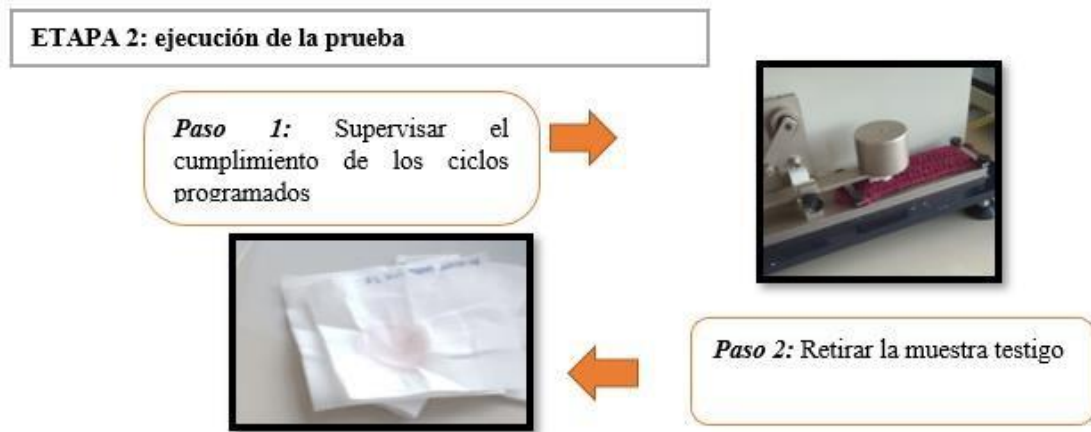 ETAPA 2: ejecución de la prueba
Paso 1: Supervisar el
cumplimiento de los ciclos
programados
Paso 2: Retirar la muestra testigo